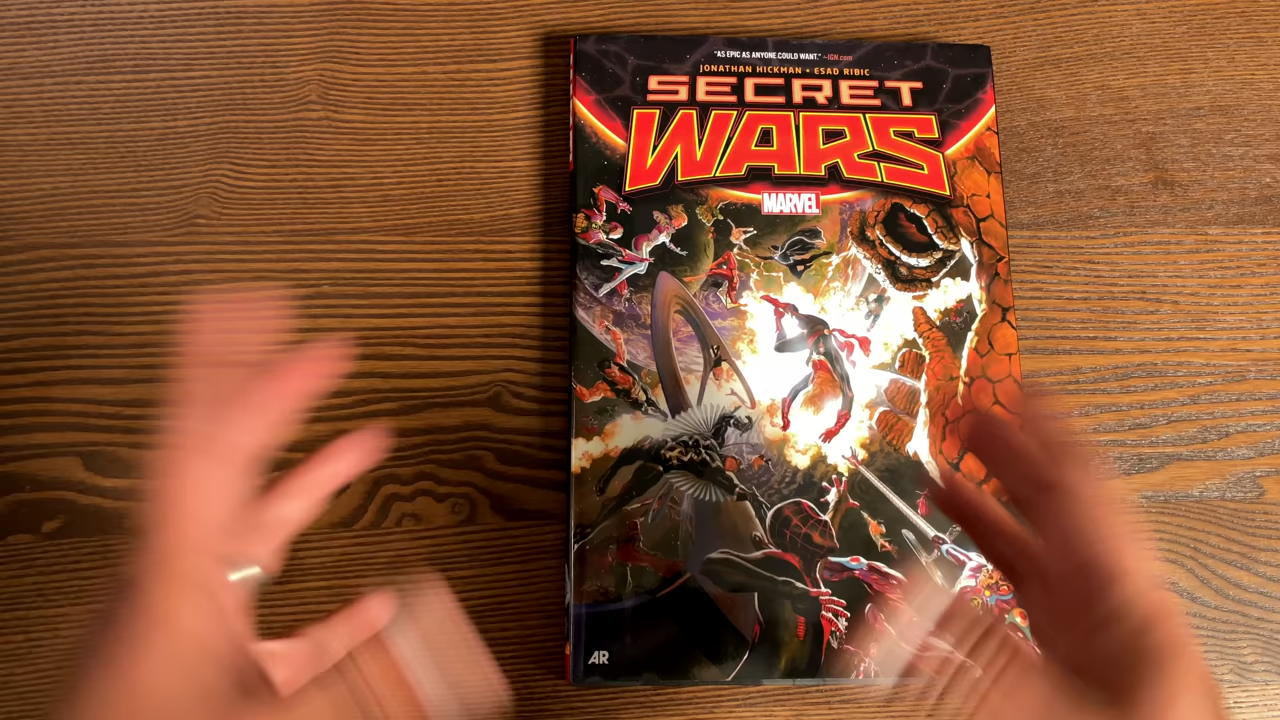 "AS EPIC AS ANYONE COULD WANT." —IGN.com
JONATHAN HICKMAN • ESAD RIBIC
SECRET
WARS
MARVEL
AR